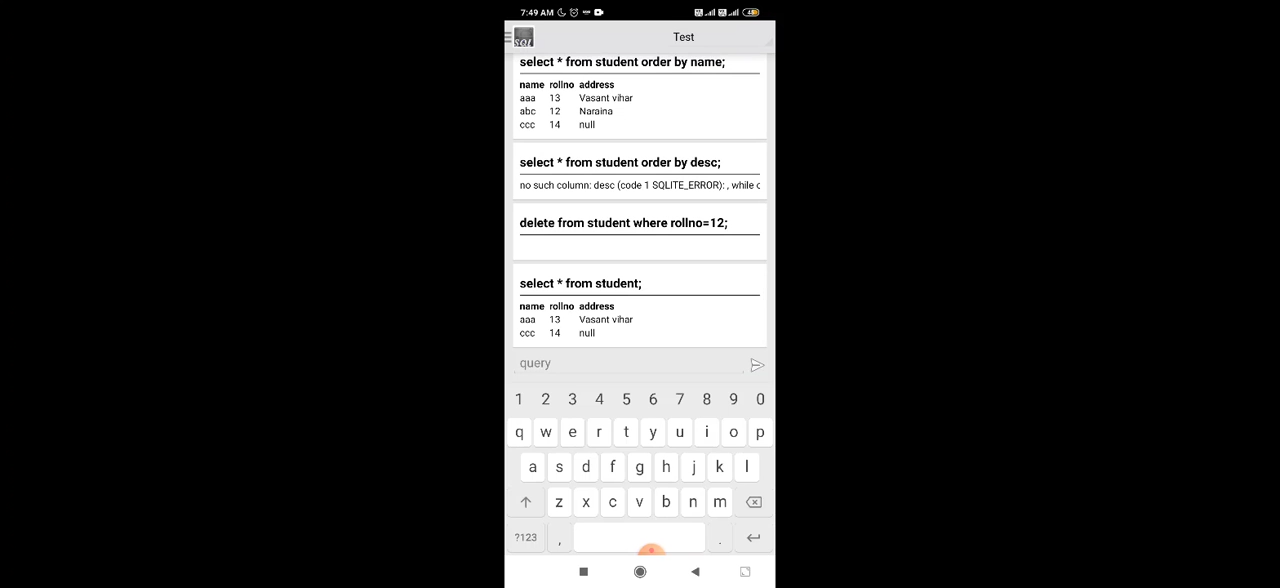 7:49 AM
48
sql
Test
select * from student order by name;
name rollno address
aaa 13 Vasant vihar
abc 12 Naraina
ccc 14 null
select * from student order by desc;
no such column: desc (code 1 SQLITE_ERROR): , while c
delete from student where rollno=12;
select * from student;
name rollno address
aaa 13 Vasant vihar
ccc 14 null
query
1 2 3 4 5 6 7 8 9 0
q w e r t y u i o p
a s d f g h j k l
z x c v b n m
?123 , .